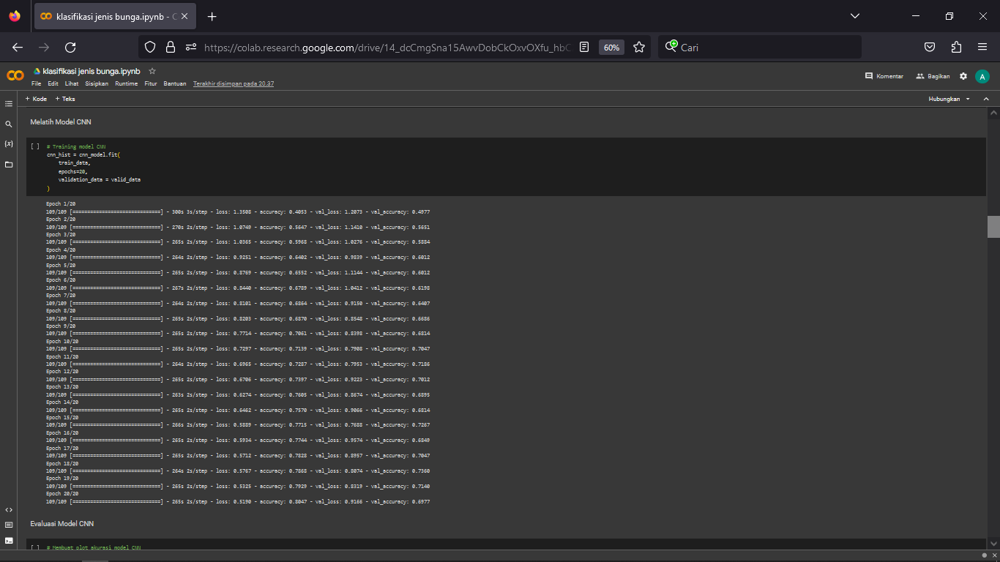 klasifikasi jenis bunga.ipynb - C
https://colab.research.google.com/drive/14_dcCmgSna15AwvDobCkOxvOXfu_hbC
60%
Cari
klasifikasi jenis bunga.ipynb
File Edit Lihat Sisipkan Runtime Fitur Bantuan Terakhir disimpan pada 20.37
Komentar
Bagikan
A
+ Kode + Teks
Hubungkan
Melatih Model CNN
[ ] # Training model CNN
cnn_hist = cnn_model.fit(
train_data,
epochs=20,
validation_data = valid_data
)
Epoch 1/20
109/109 [==============================] - 300s 3s/step - loss: 1.3508 - accuracy: 0.4053 - val_loss: 1.2073 - val_accuracy: 0.4977
Epoch 2/20
109/109 [==============================] - 270s 2s/step - loss: 1.0749 - accuracy: 0.5647 - val_loss: 1.1410 - val_accuracy: 0.5651
Epoch 3/20
109/109 [==============================] - 265s 2s/step - loss: 1.0365 - accuracy: 0.5968 - val_loss: 1.0276 - val_accuracy: 0.5884
Epoch 4/20
109/109 [==============================] - 264s 2s/step - loss: 0.9251 - accuracy: 0.6402 - val_loss: 0.9839 - val_accuracy: 0.6012
Epoch 5/20
109/109 [==============================] - 265s 2s/step - loss: 0.8769 - accuracy: 0.6552 - val_loss: 1.1144 - val_accuracy: 0.6012
Epoch 6/20
109/109 [==============================] - 267s 2s/step - loss: 0.8440 - accuracy: 0.6789 - val_loss: 1.0412 - val_accuracy: 0.6198
Epoch 7/20
109/109 [==============================] - 264s 2s/step - loss: 0.8101 - accuracy: 0.6864 - val_loss: 0.9150 - val_accuracy: 0.6407
Epoch 8/20
109/109 [==============================] - 265s 2s/step - loss: 0.8203 - accuracy: 0.6870 - val_loss: 0.8548 - val_accuracy: 0.6686
Epoch 9/20
109/109 [==============================] - 265s 2s/step - loss: 0.7714 - accuracy: 0.7061 - val_loss: 0.8398 - val_accuracy: 0.6814
Epoch 10/20
109/109 [==============================] - 265s 2s/step - loss: 0.7297 - accuracy: 0.7139 - val_loss: 0.7908 - val_accuracy: 0.7047
Epoch 11/20
109/109 [==============================] - 264s 2s/step - loss: 0.6965 - accuracy: 0.7287 - val_loss: 0.7953 - val_accuracy: 0.7186
Epoch 12/20
109/109 [==============================] - 265s 2s/step - loss: 0.6706 - accuracy: 0.7397 - val_loss: 0.9223 - val_accuracy: 0.7012
Epoch 13/20
109/109 [==============================] - 263s 2s/step - loss: 0.6274 - accuracy: 0.7605 - val_loss: 0.8674 - val_accuracy: 0.6895
Epoch 14/20
109/109 [==============================] - 265s 2s/step - loss: 0.6462 - accuracy: 0.7570 - val_loss: 0.9066 - val_accuracy: 0.6814
Epoch 15/20
109/109 [==============================] - 266s 2s/step - loss: 0.5889 - accuracy: 0.7715 - val_loss: 0.7688 - val_accuracy: 0.7267
Epoch 16/20
109/109 [==============================] - 265s 2s/step - loss: 0.5934 - accuracy: 0.7744 - val_loss: 0.9574 - val_accuracy: 0.6849
Epoch 17/20
109/109 [==============================] - 265s 2s/step - loss: 0.5712 - accuracy: 0.7828 - val_loss: 0.8957 - val_accuracy: 0.7047
Epoch 18/20
109/109 [==============================] - 264s 2s/step - loss: 0.5767 - accuracy: 0.7868 - val_loss: 0.8074 - val_accuracy: 0.7360
Epoch 19/20
109/109 [==============================] - 265s 2s/step - loss: 0.5325 - accuracy: 0.7929 - val_loss: 0.8319 - val_accuracy: 0.7140
Epoch 20/20
109/109 [==============================] - 265s 2s/step - loss: 0.5190 - accuracy: 0.8047 - val_loss: 0.9166 - val_accuracy: 0.6977
Evaluasi Model CNN
[ ] # Membuat plot akurasi model CNN